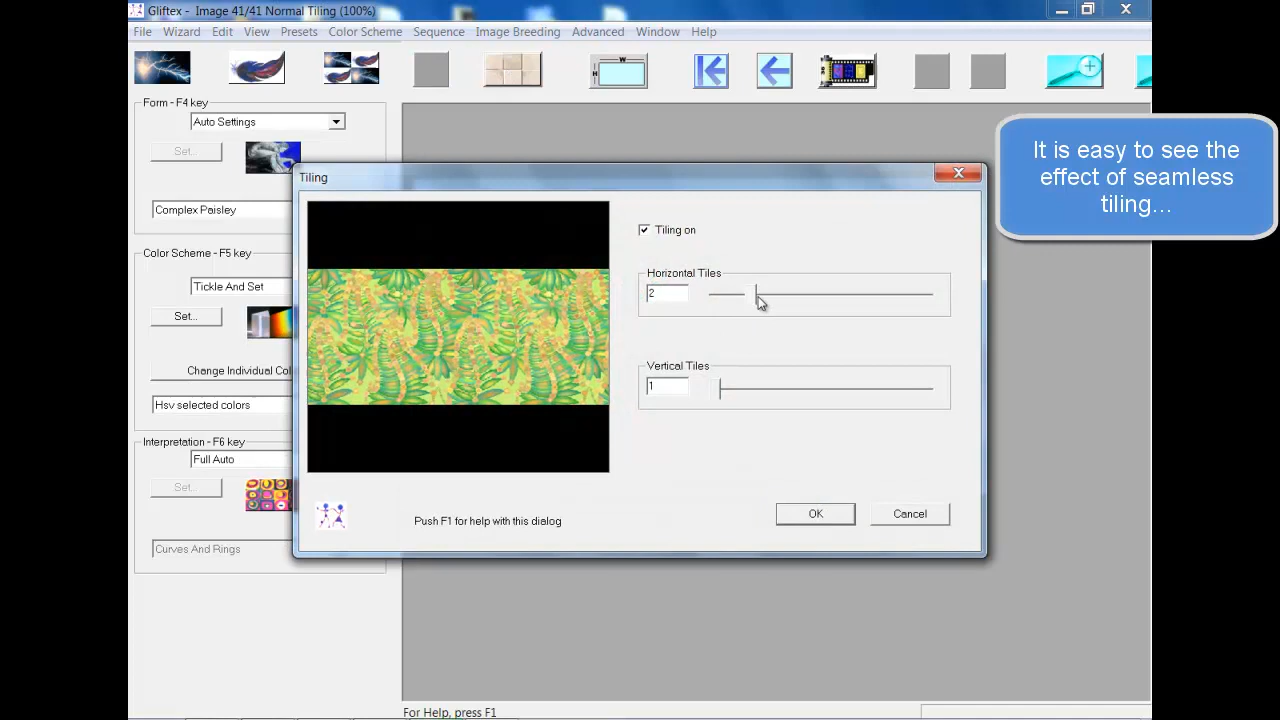 Gliftex - Image 41/41 Normal Tiling (100%)
File Wizard Edit View Presets Color Scheme Sequence Image Breeding Advanced Window Help
Form - F4 key
Auto Settings
Set...
Complex Paisley
Color Scheme - F5 key
Tickle And Set
Set...
Change Individual Col
Hsv selected colors
Interpretation - F6 key
Full Auto
Set...
Curves And Rings
Tiling
Tiling on
Horizontal Tiles
2
Vertical Tiles
1
Push F1 for help with this dialog
OK
Cancel
It is easy to see the
effect of seamless
tiling...
For Help, press F1